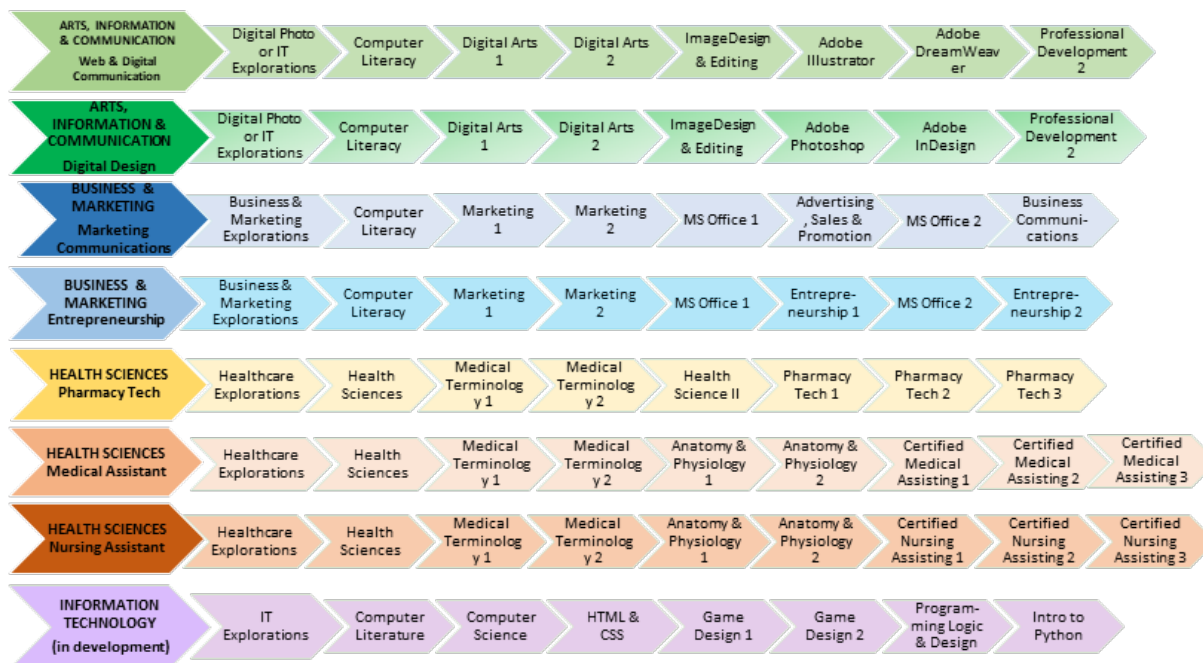 ARTS, INFORMATION
& COMMUNICATION
Web & Digital
Communication
Digital Photo
or IT
Explorations
Computer
Literacy
Digital Arts
1
Digital Arts
2
ImageDesign
& Editing
Adobe
Illustrator
Adobe
DreamWeav
er
Professional
Development
2
ARTS,
INFORMATION &
COMMUNICATION
Digital Design
Digital Photo
or IT
Explorations
Computer
Literacy
Digital Arts
1
Digital Arts
2
ImageDesign
& Editing
Adobe
Photoshop
Adobe
InDesign
Professional
Development
2
BUSINESS &
MARKETING
Marketing
Communications
Business &
Marketing
Explorations
Computer
Literacy
Marketing
1
Marketing
2
MS Office 1
Advertising
, Sales &
Promotion
MS Office 2
Business
Communi-
cations
BUSINESS &
MARKETING
Entrepreneurship
Business &
Marketing
Explorations
Computer
Literacy
Marketing
1
Marketing
2
MS Office 1
Entrepre-
neurship 1
MS Office 2
Entrepre-
neurship 2
HEALTH SCIENCES
Pharmacy Tech
Healthcare
Explorations
Health
Sciences
Medical
Terminolog
y 1
Medical
Terminolog
y 2
Health
Science II
Pharmacy
Tech 1
Pharmacy
Tech 2
Pharmacy
Tech 3
HEALTH SCIENCES
Medical Assistant
Healthcare
Explorations
Health
Sciences
Medical
Terminolog
y 1
Medical
Terminolog
y 2
Anatomy &
Physiology
1
Anatomy &
Physiology
2
Certified
Medical
Assisting 1
Certified
Medical
Assisting 2
Certified
Medical
Assisting 3
HEALTH SCIENCES
Nursing Assistant
Healthcare
Explorations
Health
Sciences
Medical
Terminolog
y 1
Medical
Terminolog
y 2
Anatomy &
Physiology
1
Anatomy &
Physiology
2
Certified
Nursing
Assisting 1
Certified
Nursing
Assisting 2
Certified
Nursing
Assisting 3
INFORMATION
TECHNOLOGY
(in development)
IT
Explorations
Computer
Literature
Computer
Science
HTML &
CSS
Game
Design 1
Game
Design 2
Program-
ming Logic
& Design
Intro to
Python